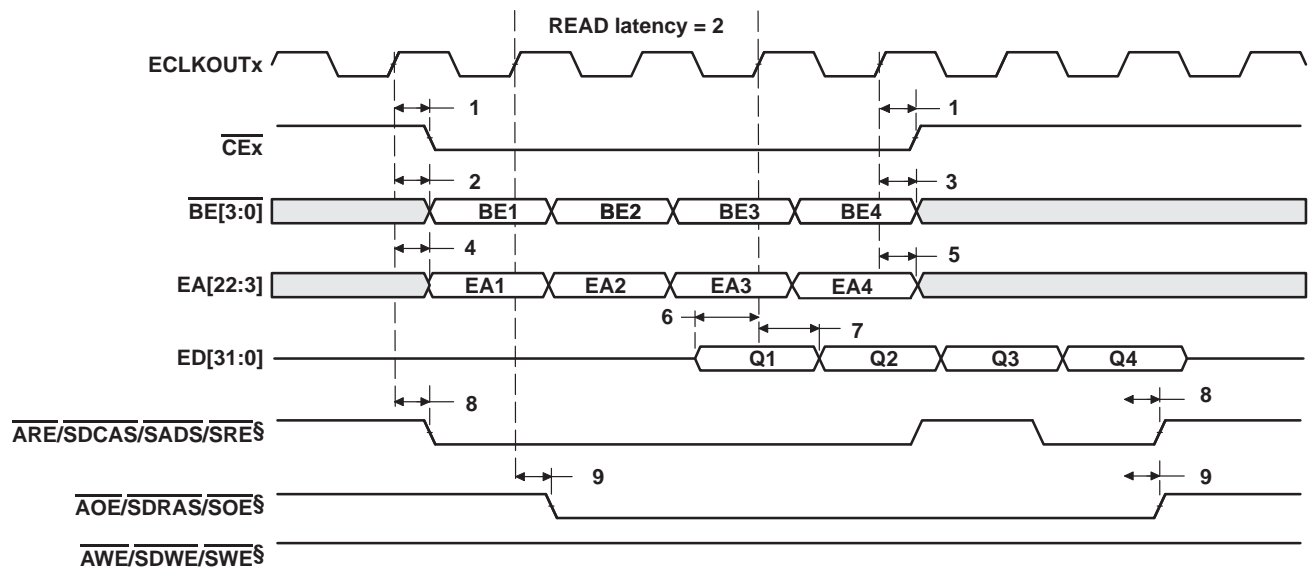 READ latency = 2
ECLKOUTx
1 1
CEx
2 3
BE[3:0] BE1 BE2 BE3 BE4
4 5
EA[22:3] EA1 EA2 EA3 EA4
6 7
ED[31:0] Q1 Q2 Q3 Q4
8 8
ARE/SDCAS/SADS/SRE§
9 9
AOE/SDRAS/SOE§
AWE/SDWE/SWE§